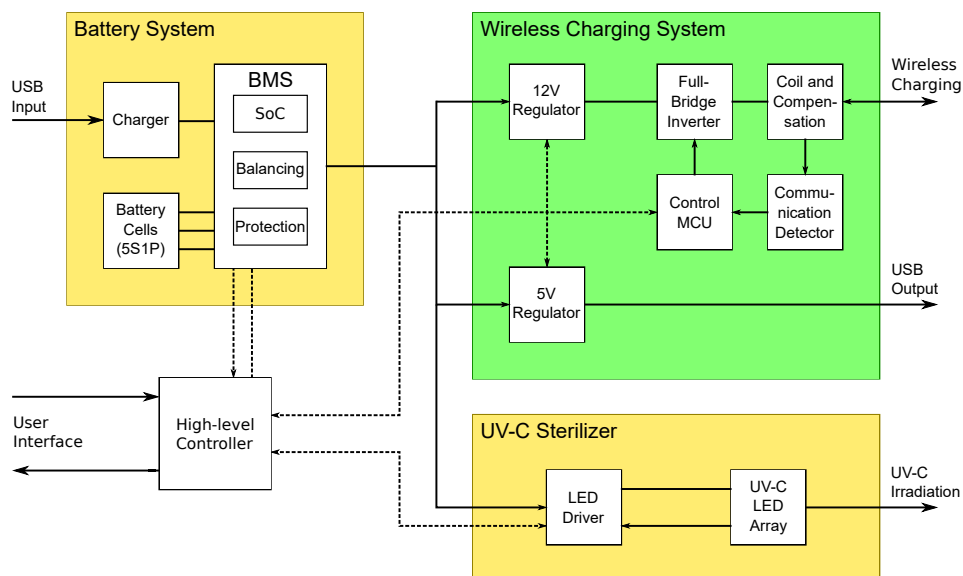 Battery System
USB
Input
Charger
BMS
SoC
Balancing
Protection
Battery
Cells
(5S1P)
Wireless Charging System
12V
Regulator
Full-
Bridge
Inverter
Coil and
Compen-
sation
Wireless
Charging
Control
MCU
Commu-
nication
Detector
5V
Regulator
USB
Output
User
Interface
High-level
Controller
UV-C Sterilizer
LED
Driver
UV-C
LED
Array
UV-C
Irradiation